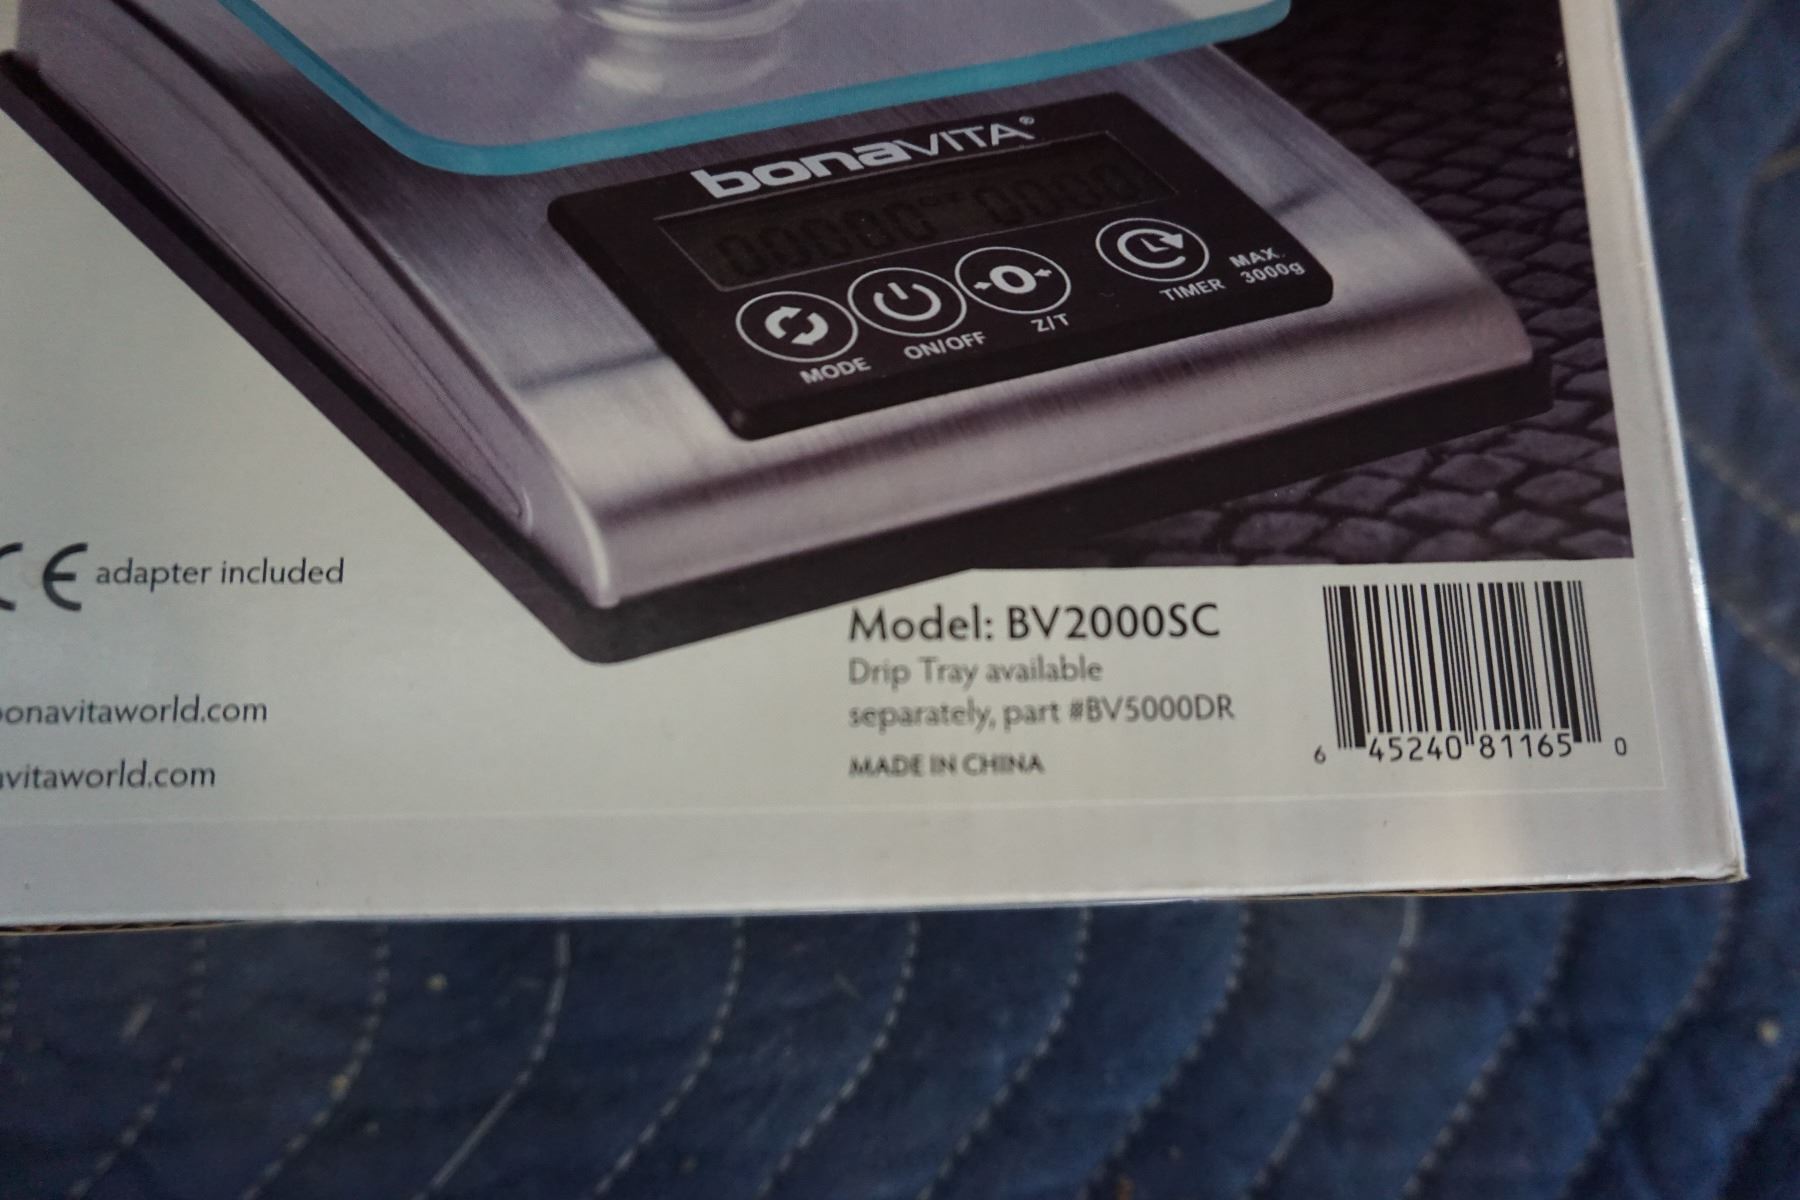 bonaVITA®
MODE
ON/OFF
Z/T
TIMER
MAX.
3000g
CE adapter included
onavitaworld.com
vitaworld.com
Model: BV2000SC
Drip Tray available
separately, part #BV5000DR
MADE IN CHINA
6 45240 81165 0